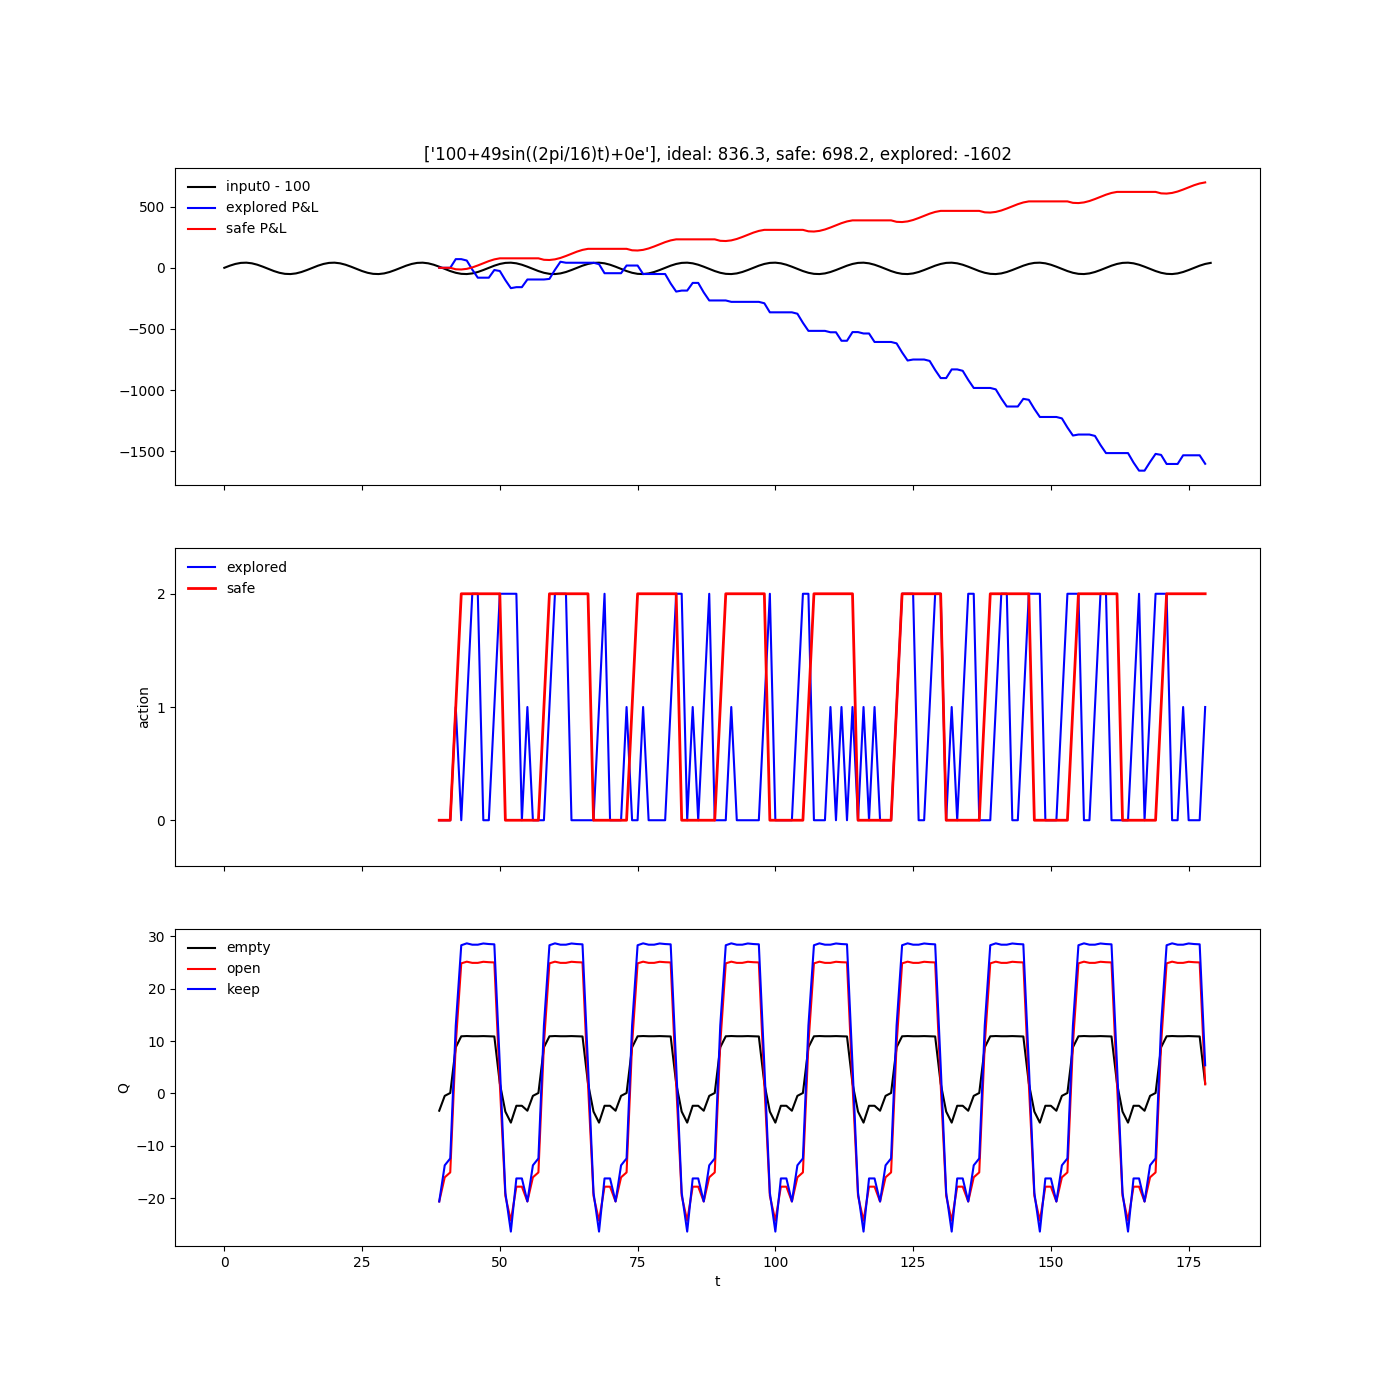 ['100+49sin((2pi/16)t)+0e'], ideal: 836.3, safe: 698.2, explored: -1602
input0 - 100
explored P&L
safe P&L
500
0
−500
−1000
−1500
explored
safe
2
1
0
action
empty
open
keep
30
20
10
0
−10
−20
Q
0 25 50 75 100 125 150 175
t